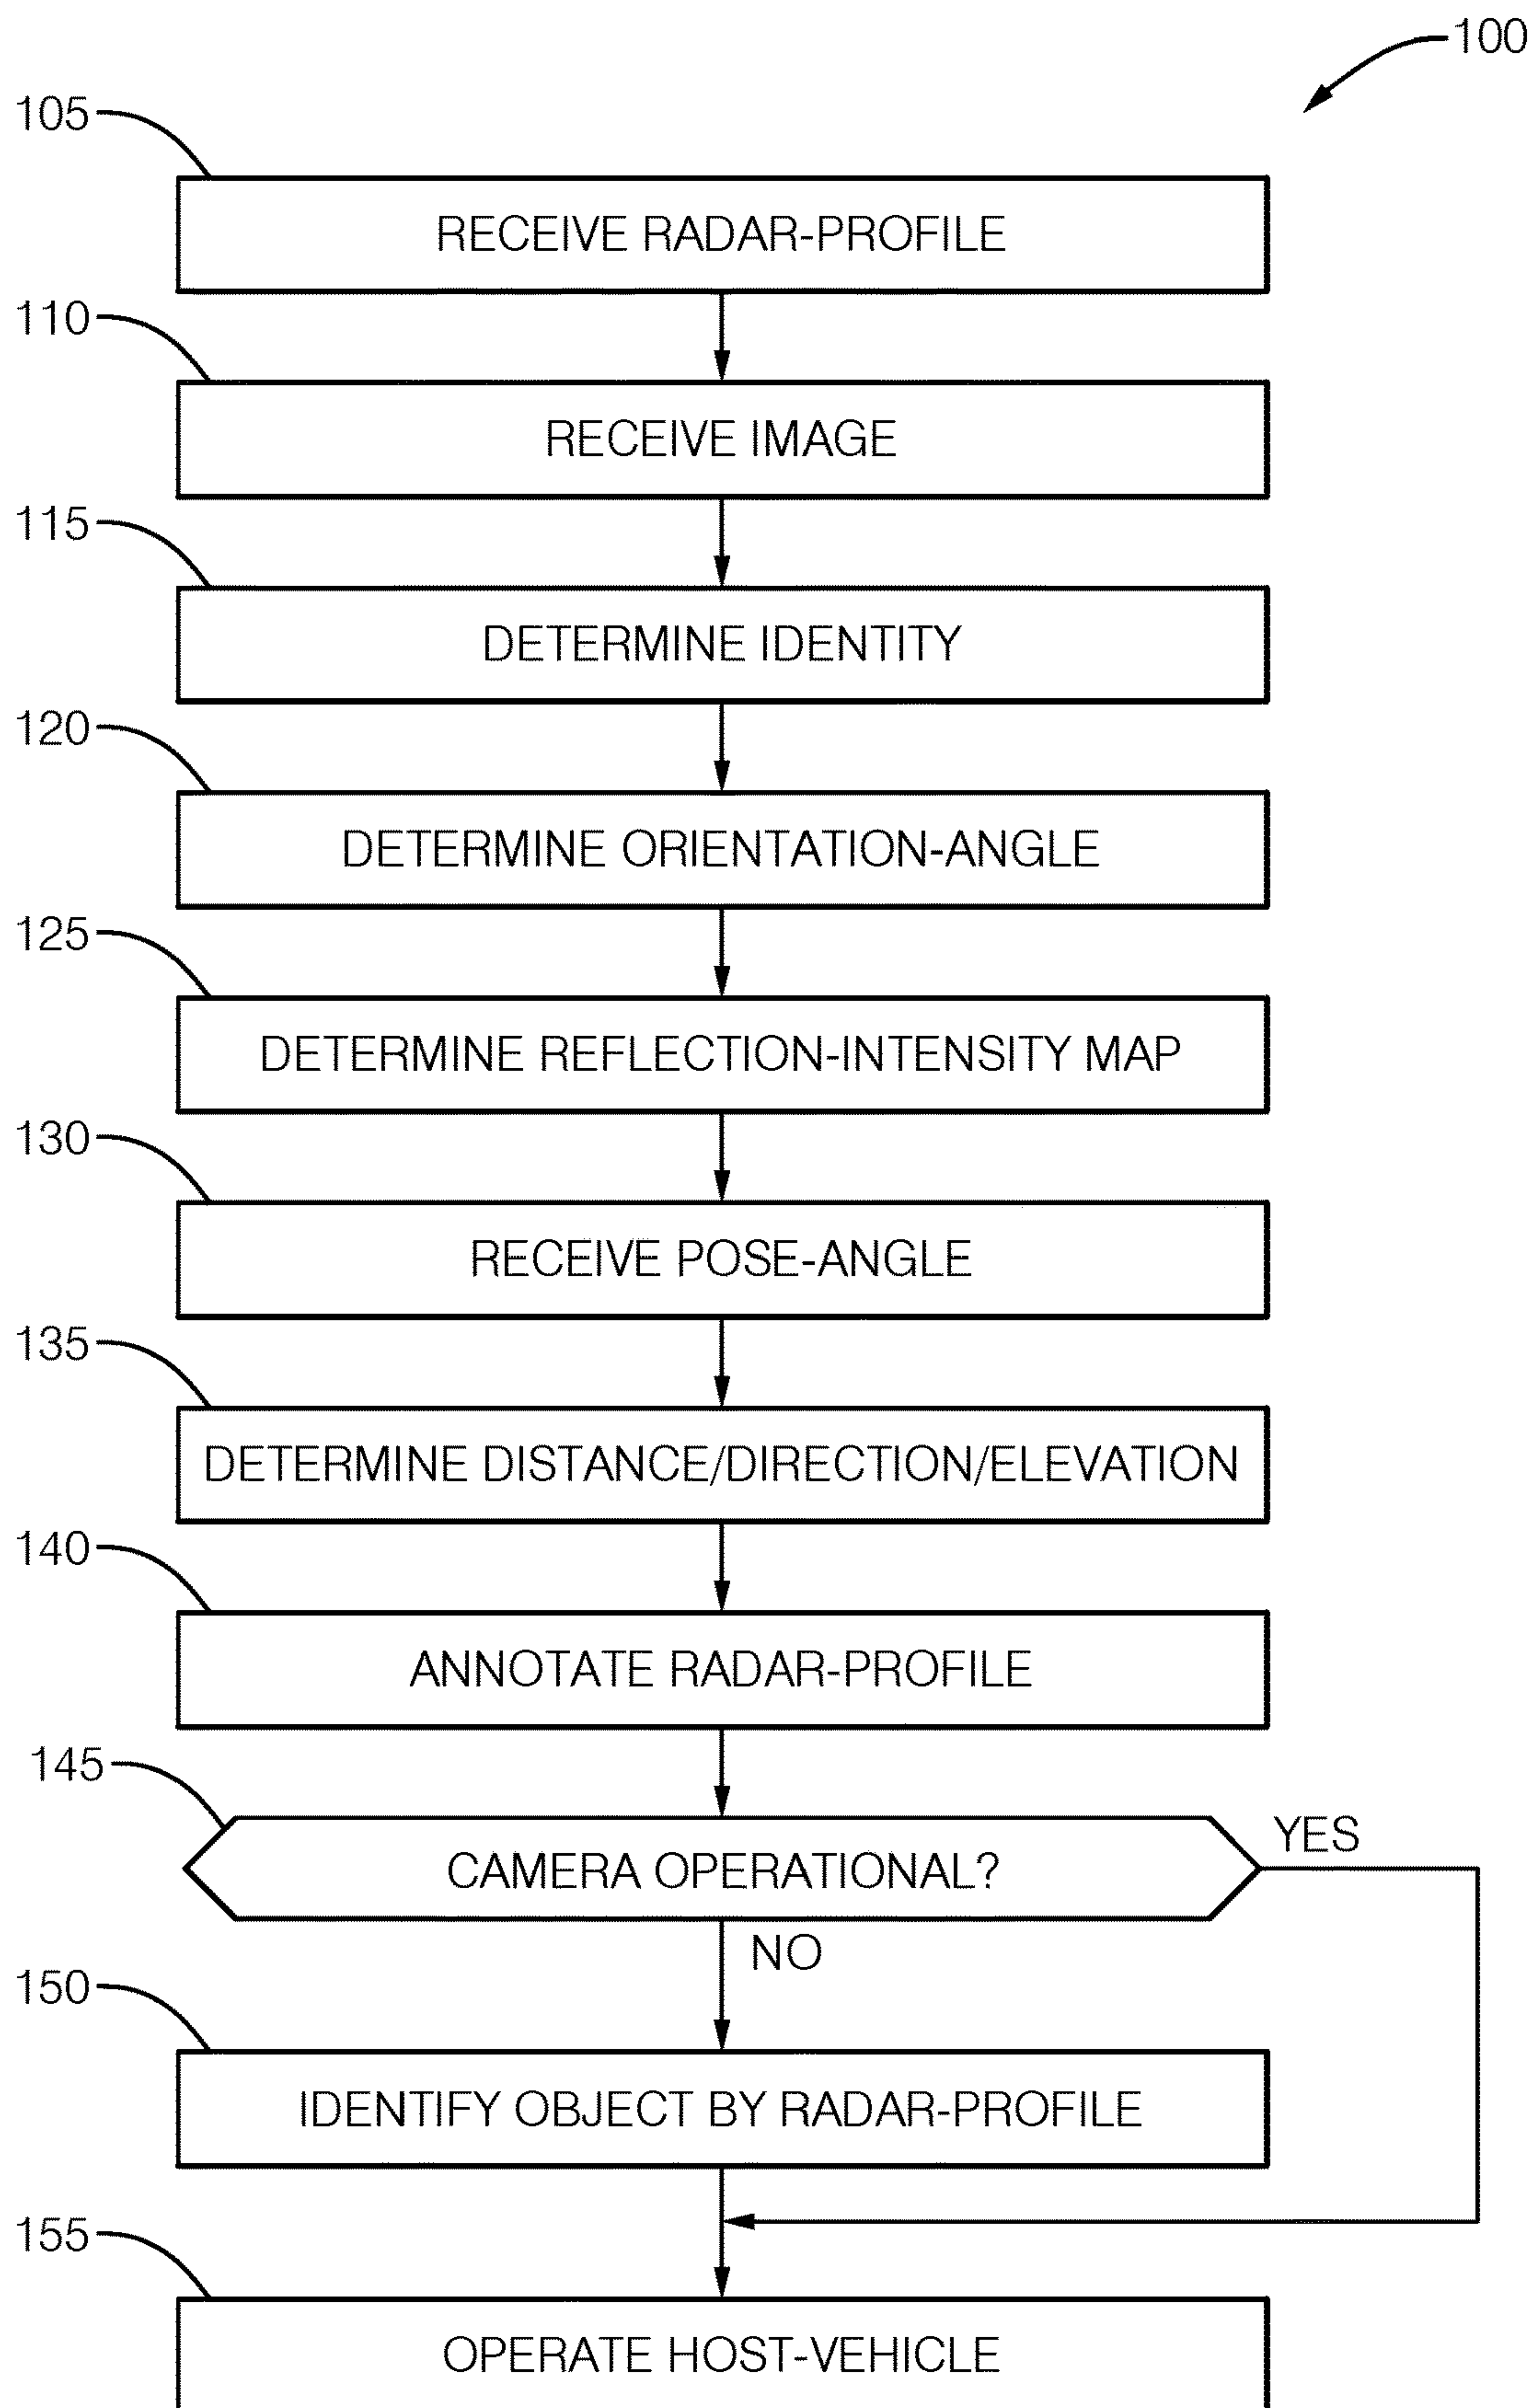 100
105
RECEIVE RADAR-PROFILE
110
RECEIVE IMAGE
115
DETERMINE IDENTITY
120
DETERMINE ORIENTATION-ANGLE
125
DETERMINE REFLECTION-INTENSITY MAP
130
RECEIVE POSE-ANGLE
135
DETERMINE DISTANCE/DIRECTION/ELEVATION
140
ANNOTATE RADAR-PROFILE
145
CAMERA OPERATIONAL?
YES
NO
150
IDENTIFY OBJECT BY RADAR-PROFILE
155
OPERATE HOST-VEHICLE